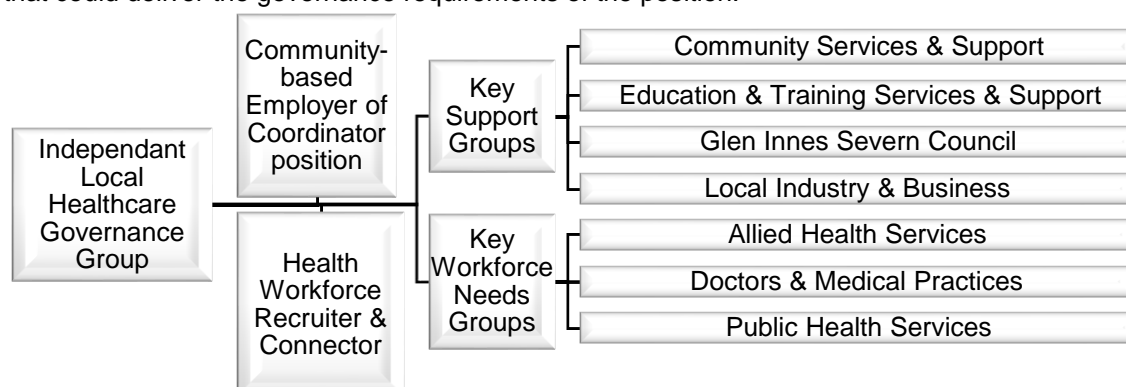 that could deliver the governance requirements of the position.
Independant
Local
Healthcare
Governance
Group
Community-
based
Employer of
Coordinator
position
Health
Workforce
Recruiter &
Connector
Key
Support
Groups
Community Services & Support
Education & Training Services & Support
Glen Innes Severn Council
Local Industry & Business
Key
Workforce
Needs
Groups
Allied Health Services
Doctors & Medical Practices
Public Health Services